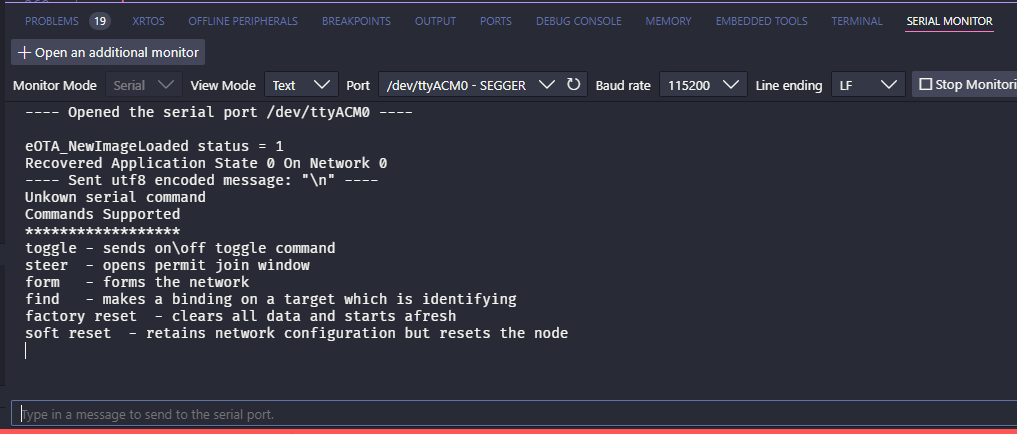 PROBLEMS 19 XRTOS OFFLINE PERIPHERALS BREAKPOINTS OUTPUT PORTS DEBUG CONSOLE MEMORY EMBEDDED TOOLS TERMINAL SERIAL MONITOR
+ Open an additional monitor
Monitor Mode Serial View Mode Text Port /dev/ttyACM0 - SEGGER Baud rate 115200 Line ending LF Stop Monitori
---- Opened the serial port /dev/ttyACM0 ----
eOTA_NewImageLoaded status = 1
Recovered Application State 0 On Network 0
---- Sent utf8 encoded message: "\n" ----
Unkown serial command
Commands Supported
******************
toggle - sends on\off toggle command
steer - opens permit join window
form - forms the network
find - makes a binding on a target which is identifying
factory reset - clears all data and starts afresh
soft reset - retains network configuration but resets the node
Type in a message to send to the serial port.